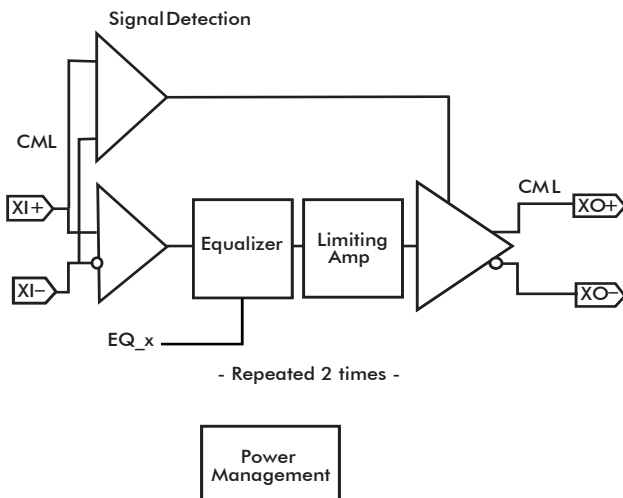 Signal Detection
CML
XI+
XI−
Equalizer
Limiting
Amp
CML
XO+
XO−
EQ_x
- Repeated 2 times -
Power
Management